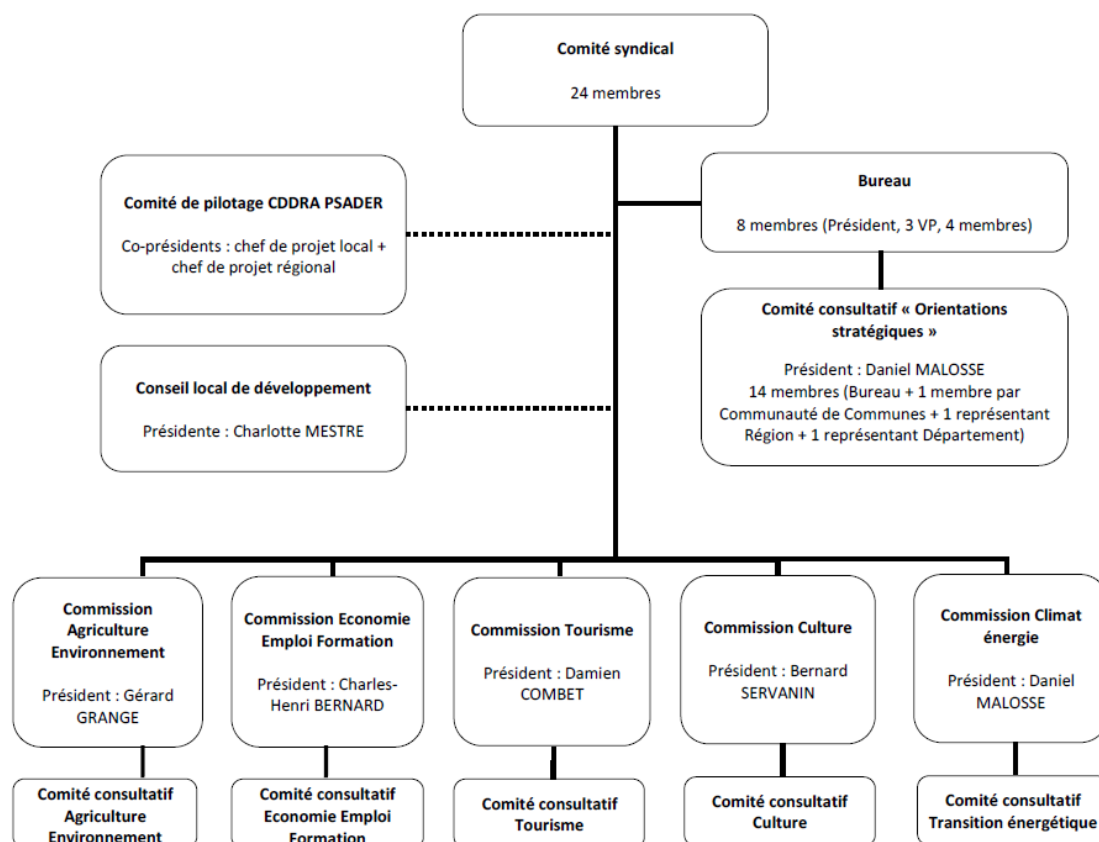 Comité syndical
24 membres
Comité de pilotage CDDRA PSADER
Co-présidents : chef de projet local +
chef de projet régional
Bureau
8 membres (Président, 3 VP, 4 membres)
Comité consultatif « Orientations
stratégiques »
Président : Daniel MALOSSE
14 membres (Bureau + 1 membre par
Communauté de Communes + 1 représentant
Région + 1 représentant Département)
Conseil local de développement
Présidente : Charlotte MESTRE
Commission
Agriculture
Environnement
Président : Gérard
GRANGE
Commission Economie
Emploi Formation
Président : Charles-
Henri BERNARD
Commission Tourisme
Président : Damien
COMBET
Commission Culture
Président : Bernard
SERVANIN
Commission Climat
énergie
Président : Daniel
MALOSSE
Comité consultatif
Agriculture
Environnement
Comité consultatif
Economie Emploi
Formation
Comité consultatif
Tourisme
Comité consultatif
Culture
Comité consultatif
Transition énergétique